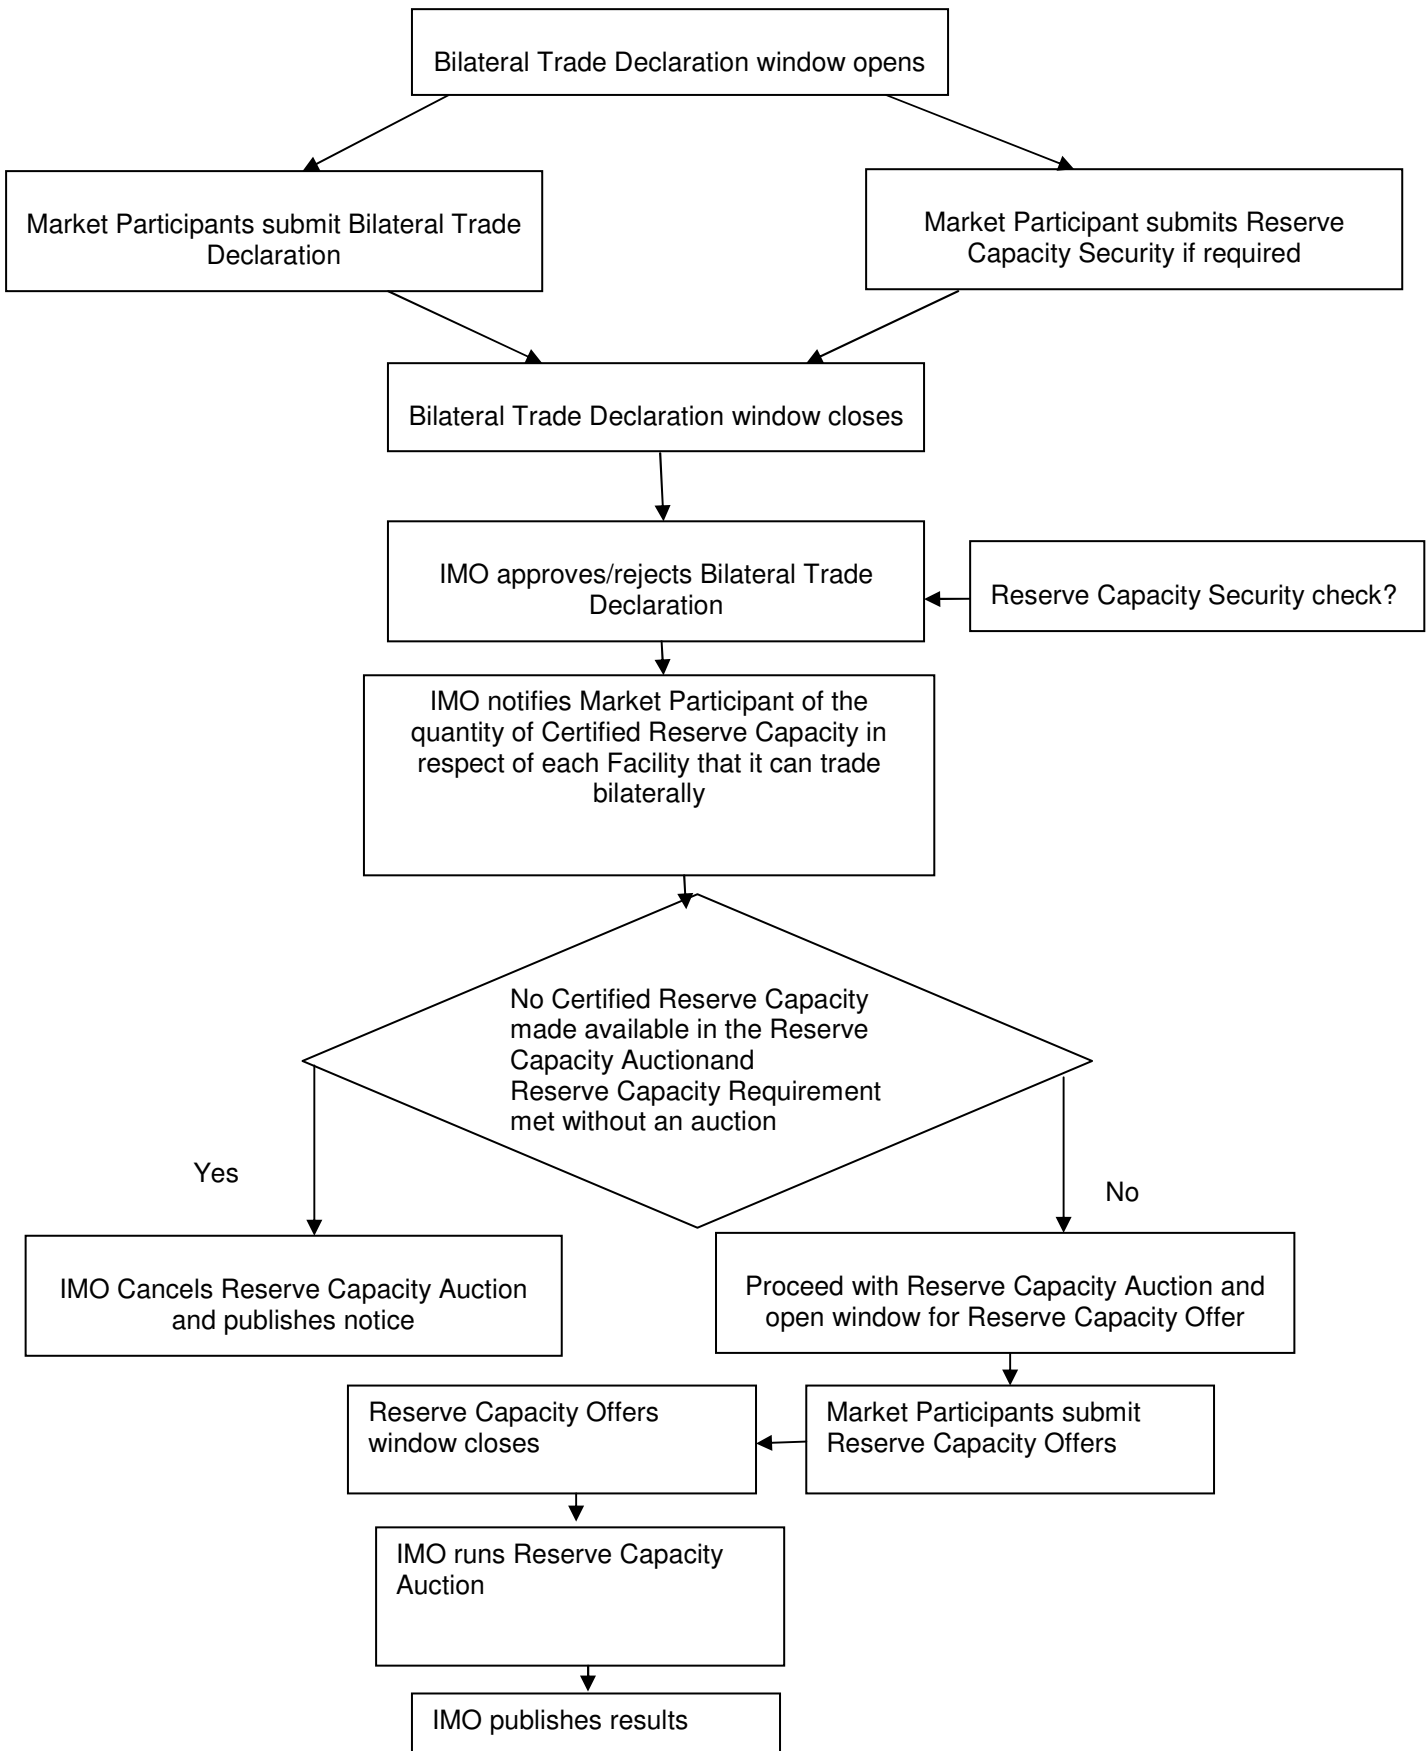 Bilateral Trade Declaration window opens
Market Participants submit Bilateral Trade
Declaration
Market Participant submits Reserve
Capacity Security if required
Bilateral Trade Declaration window closes
IMO approves/rejects Bilateral Trade
Declaration
Reserve Capacity Security check?
IMO notifies Market Participant of the
quantity of Certified Reserve Capacity in
respect of each Facility that it can trade
bilaterally
No Certified Reserve Capacity
made available in the Reserve
Capacity Auctionand
Reserve Capacity Requirement
met without an auction
Yes
No
IMO Cancels Reserve Capacity Auction
and publishes notice
Proceed with Reserve Capacity Auction and
open window for Reserve Capacity Offer
Market Participants submit
Reserve Capacity Offers
Reserve Capacity Offers
window closes
IMO runs Reserve Capacity
Auction
IMO publishes results